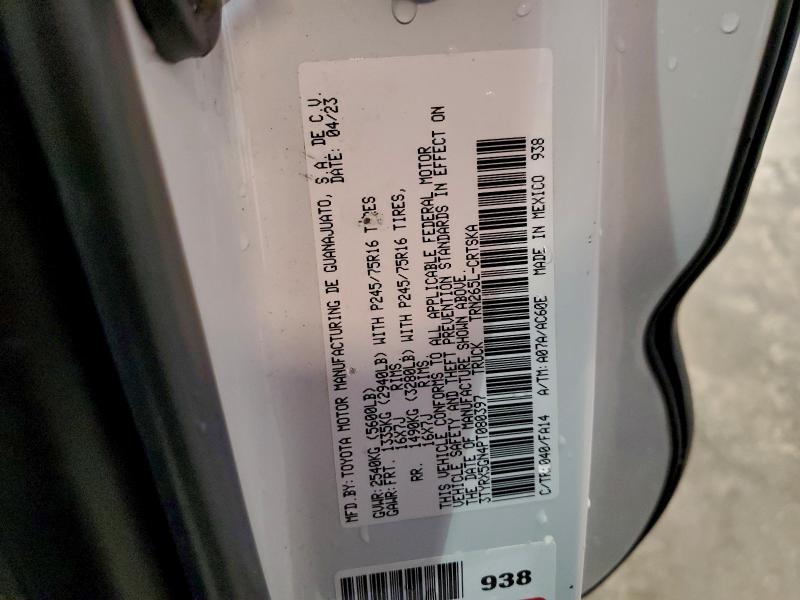 MFD.BY: TOYOTA MOTOR MANUFACTURING DE GUANAJUATO, S.A. DE C.V.
DATE: 04/23
GVWR: 2540KG (5600LB)
GAWR: FRT. 1335KG (2940LB) WITH P245/75R16 TIRES
16X7J RIMS,
RR. 1490KG (3280LB) WITH P245/75R16 TIRES,
16X7J RIMS.
THIS VEHICLE CONFORMS TO ALL APPLICABLE FEDERAL MOTOR
VEHICLE SAFETY AND THEFT PREVENTION STANDARDS IN EFFECT ON
THE DATE OF MANUFACTURE SHOWN ABOVE.
3TYRX5GN4PT080397 TRUCK TRN265L-CRTSKA
C/TR:040/FA14 A/TM:A07A/AC60E MADE IN MEXICO 938
938